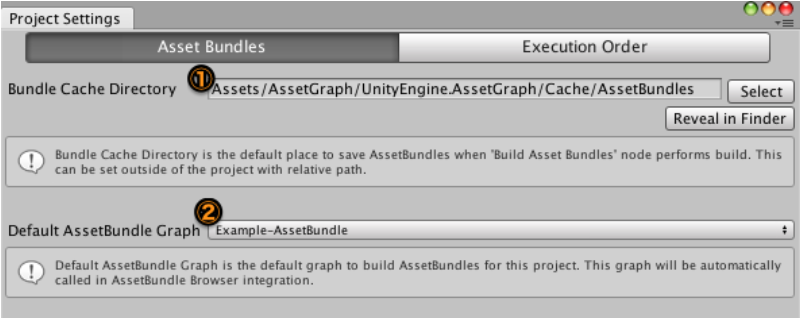 Project Settings
Asset Bundles Execution Order
Bundle Cache Directory 1 Assets/AssetGraph/UnityEngine.AssetGraph/Cache/AssetBundles Select
Reveal in Finder
Bundle Cache Directory is the default place to save AssetBundles when 'Build Asset Bundles' node performs build. This
can be set outside of the project with relative path.
Default AssetBundle Graph 2 Example-AssetBundle
Default AssetBundle Graph is the default graph to build AssetBundles for this project. This graph will be automatically
called in AssetBundle Browser integration.